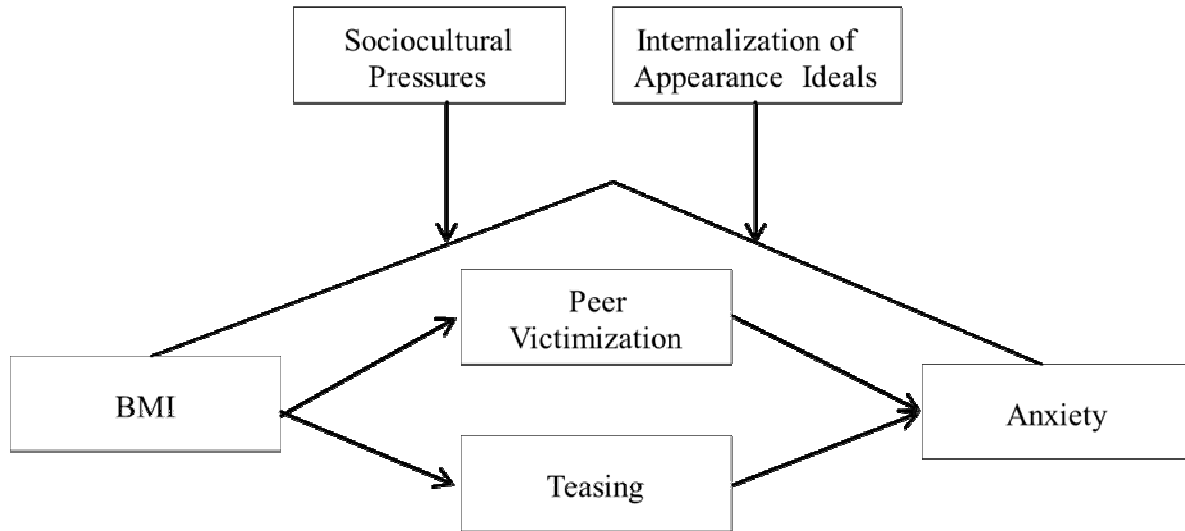 Sociocultural
Pressures
Internalization of
Appearance Ideals
Peer
Victimization
BMI
Anxiety
Teasing